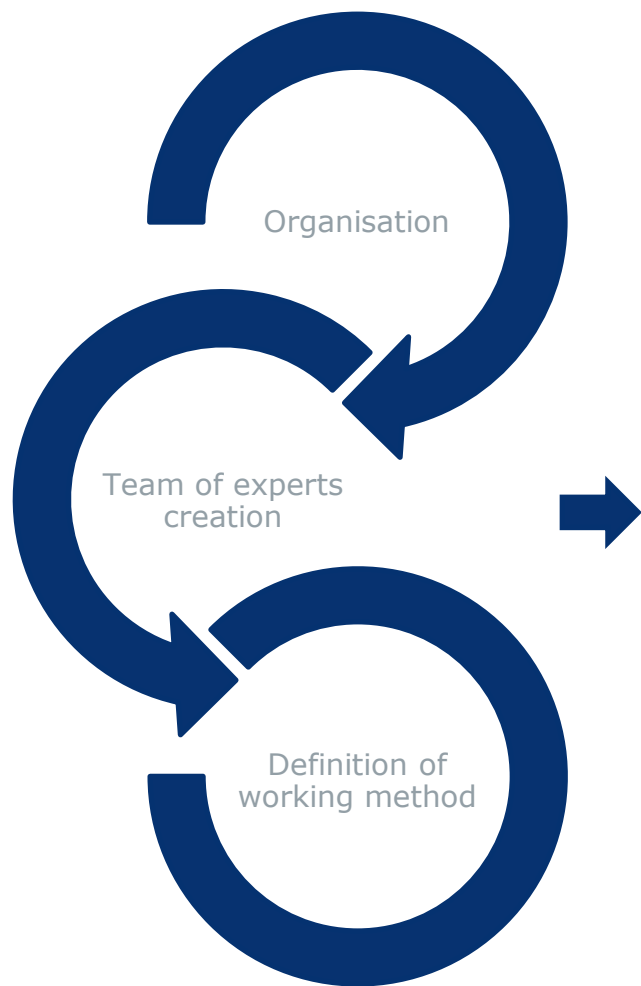 Organisation
Team of experts
creation
Definition of
working method